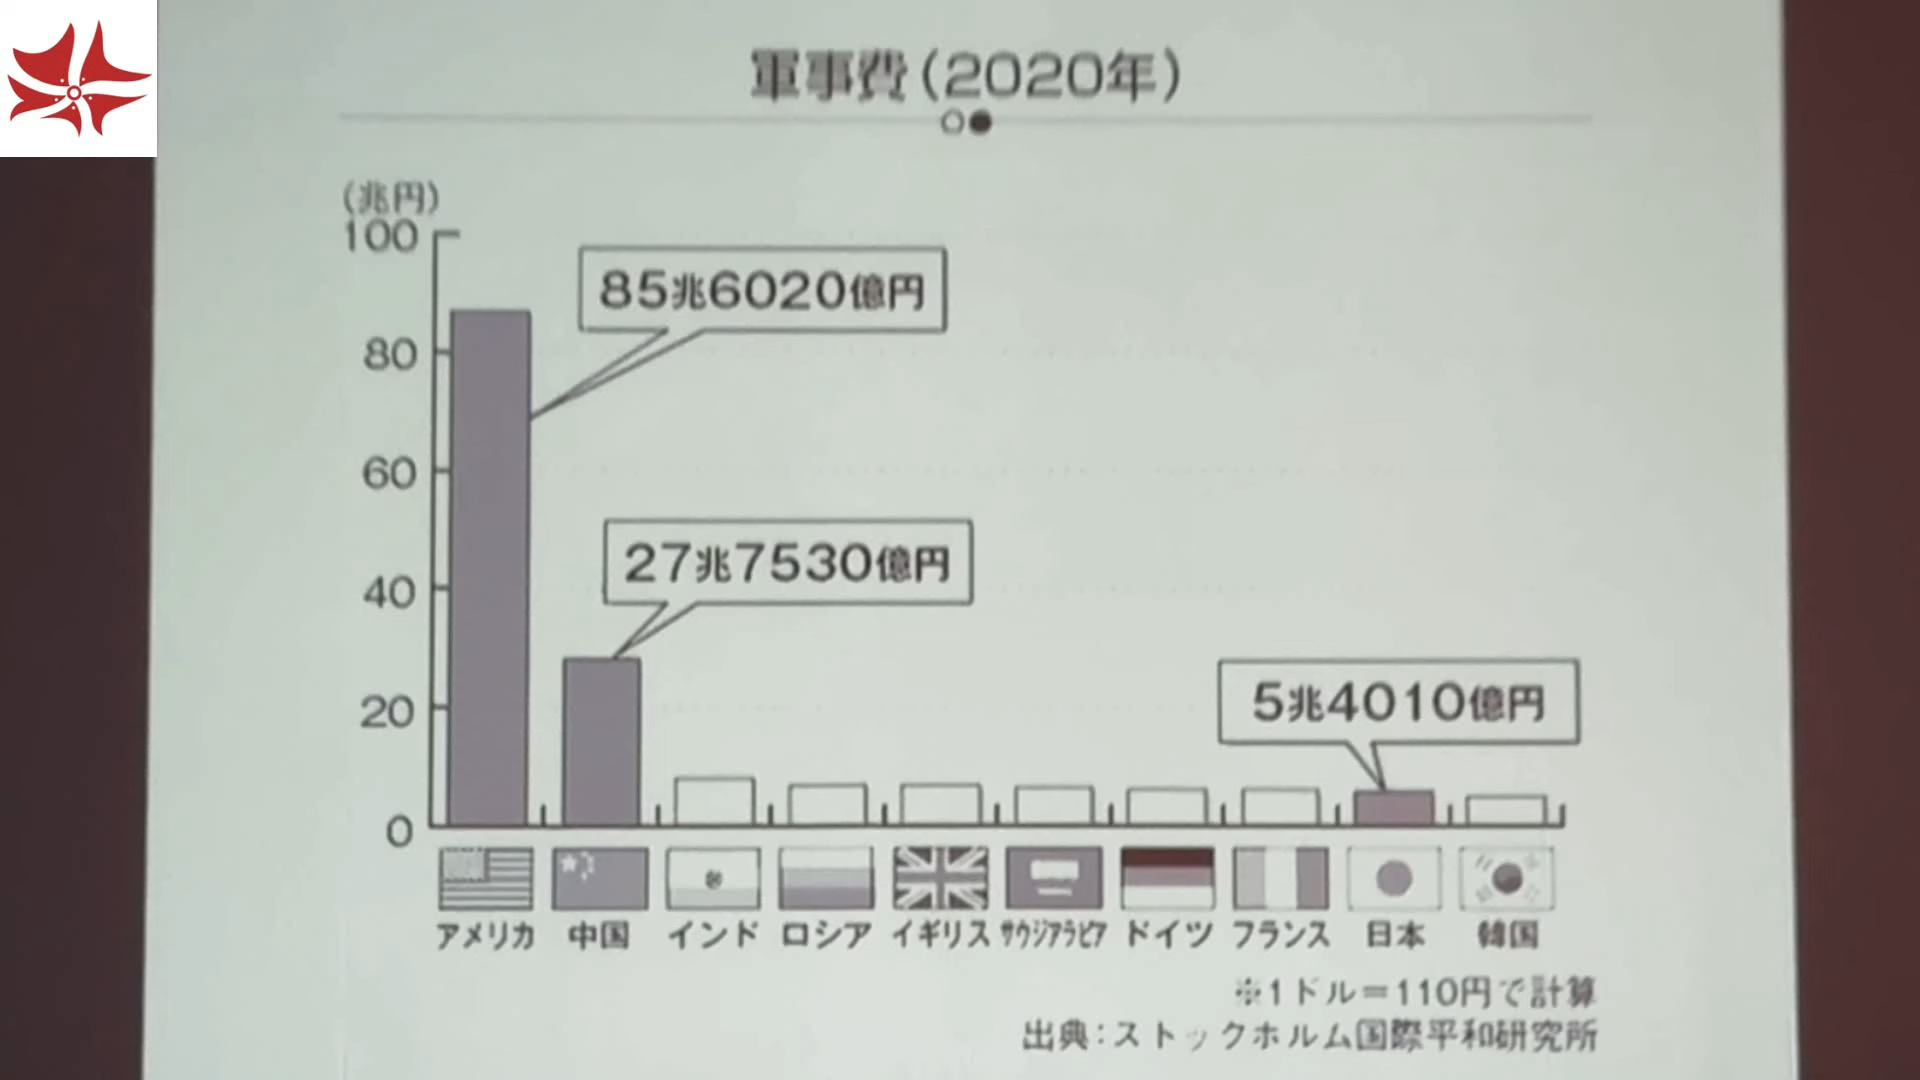 軍事費(2020年)
(兆円)
100
85兆6020億円
80
60
27兆7530億円
40
5兆4010億円
20
0
アメリカ 中国 インド ロシア イギリス サウジアラビア ドイツ フランス 日本 韓国
※1ドル=110円で計算
出典:ストックホルム国際平和研究所